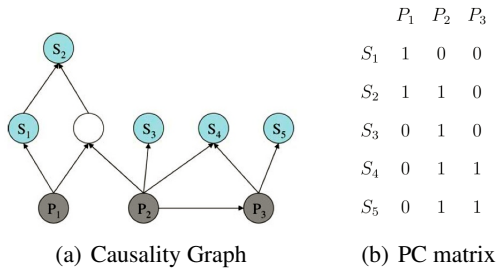 P₁ P₂ P₃
S₂
S₁ 1 0 0
S₂ 1 1 0
S₁ S₃ S₄ S₅
S₃ 0 1 0
S₄ 0 1 1
P₁ P₂ P₃
S₅ 0 1 1
(a) Causality Graph
(b) PC matrix